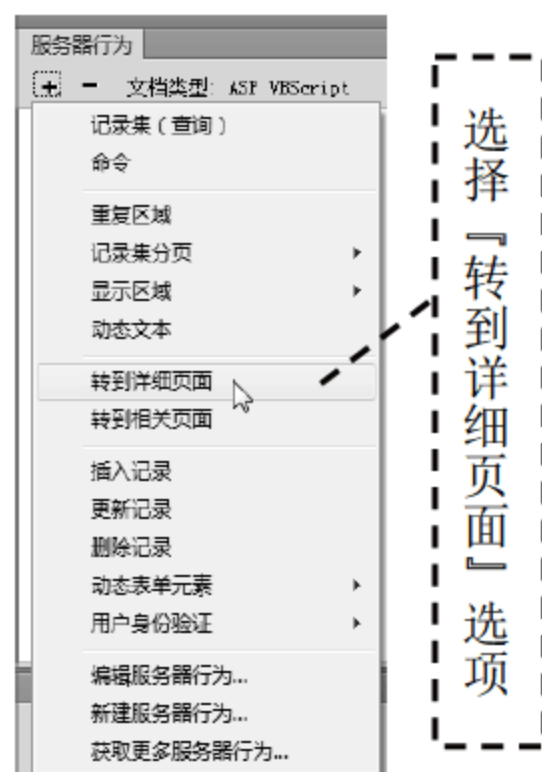 服务器行为
文档类型: ASP VBScript
记录集（查询）
命令
重复区域
记录集分页
显示区域
动态文本
转到详细页面
转到相关页面
插入记录
更新记录
删除记录
动态表单元素
用户身份验证
编辑服务器行为...
新建服务器行为...
获取更多服务器行为...
选择『转到详细页面』选项